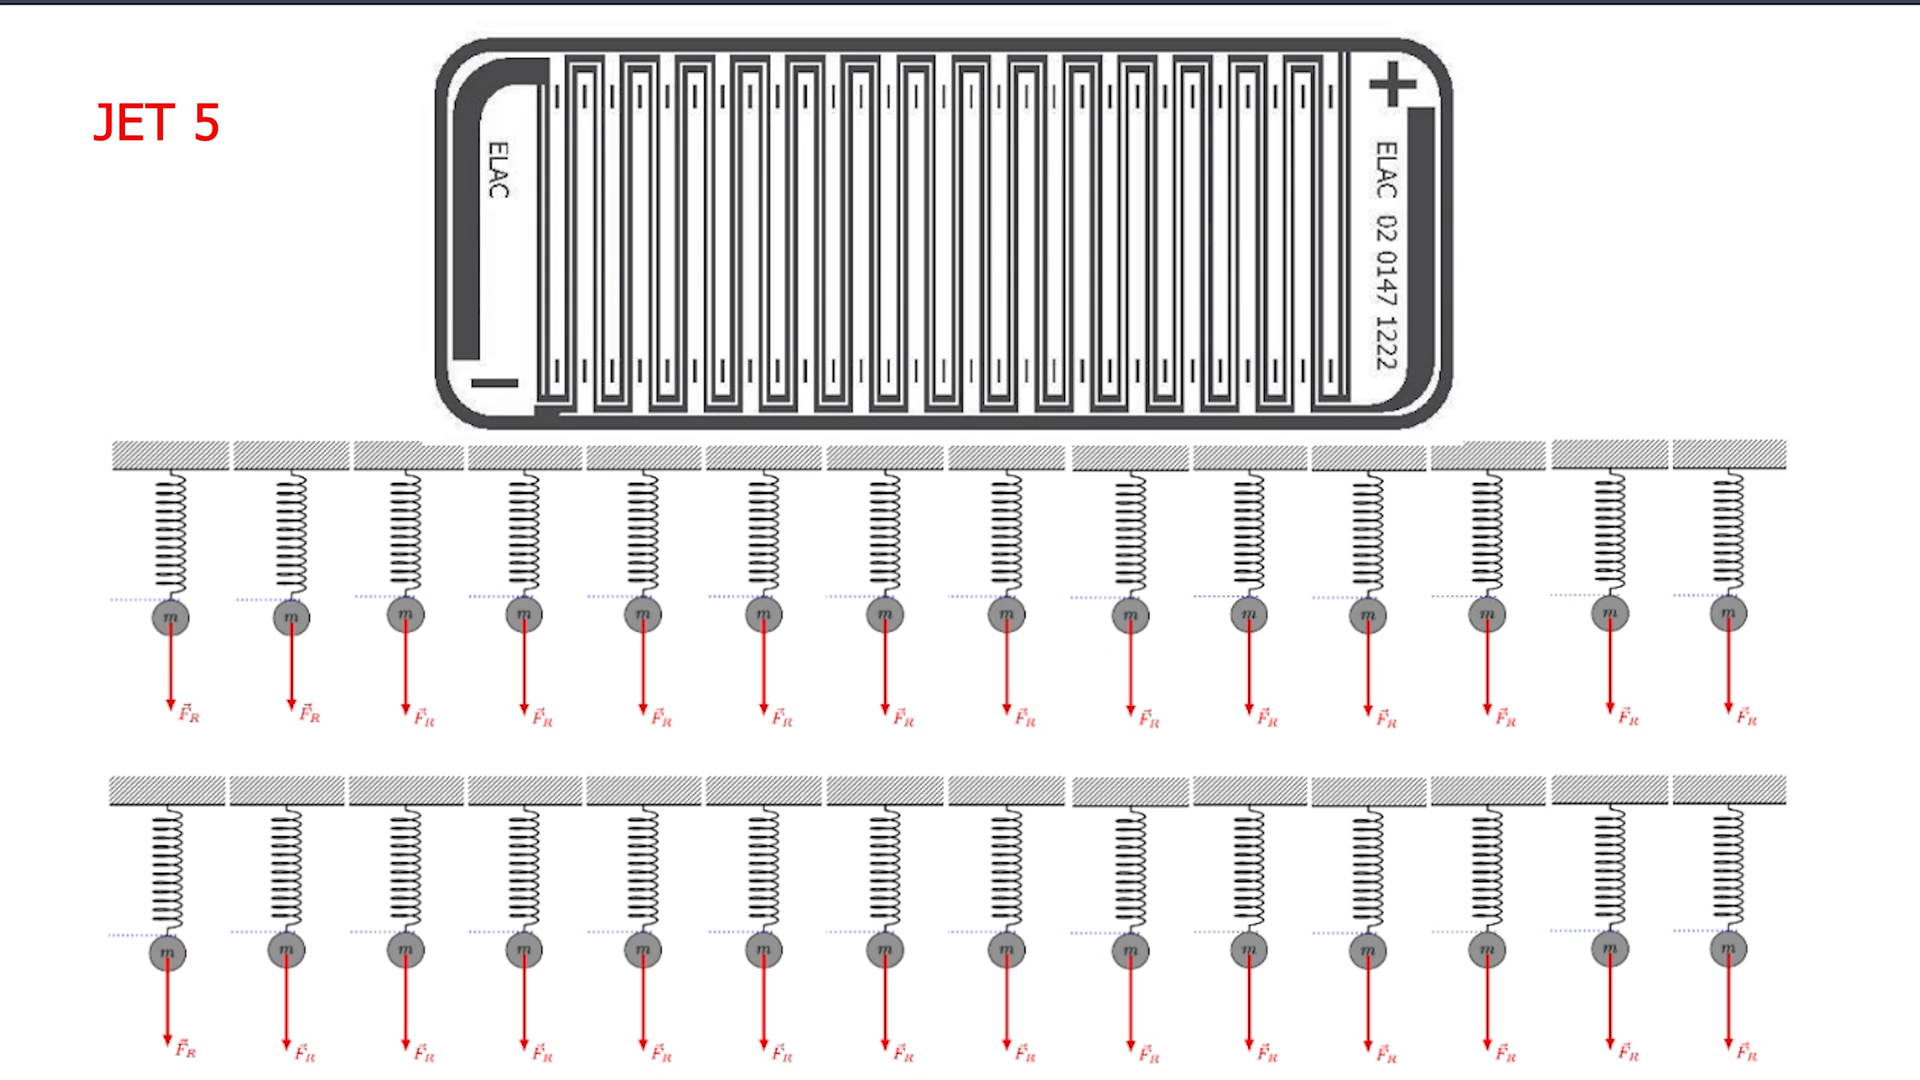 JET 5
+
ELAC
ELAC 02 0147 1222
−
m m m m m m m m m m m m m m
F⃗R F⃗R F⃗R F⃗R F⃗R F⃗R F⃗R F⃗R F⃗R F⃗R F⃗R F⃗R F⃗R F⃗R
m m m m m m m m m m m m m m
F⃗R F⃗R F⃗R F⃗R F⃗R F⃗R F⃗R F⃗R F⃗R F⃗R F⃗R F⃗R F⃗R F⃗R